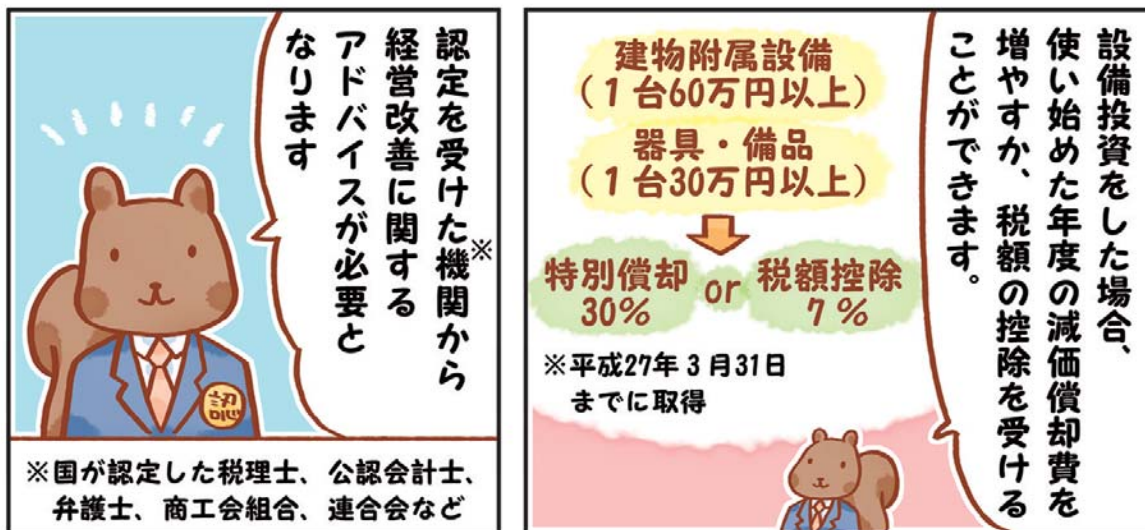 設備投資をした場合、
使い始めた年度の減価償却費を
増やすか、税額の控除を受ける
ことができます。
建物附属設備
（1台60万円以上）
器具・備品
（1台30万円以上）
特別償却
30%
or
税額控除
7%
※平成27年3月31日
までに取得
認定を受けた機関から※
経営改善に関する
アドバイスが必要と
なります
認
※国が認定した税理士、公認会計士、
弁護士、商工会組合、連合会など